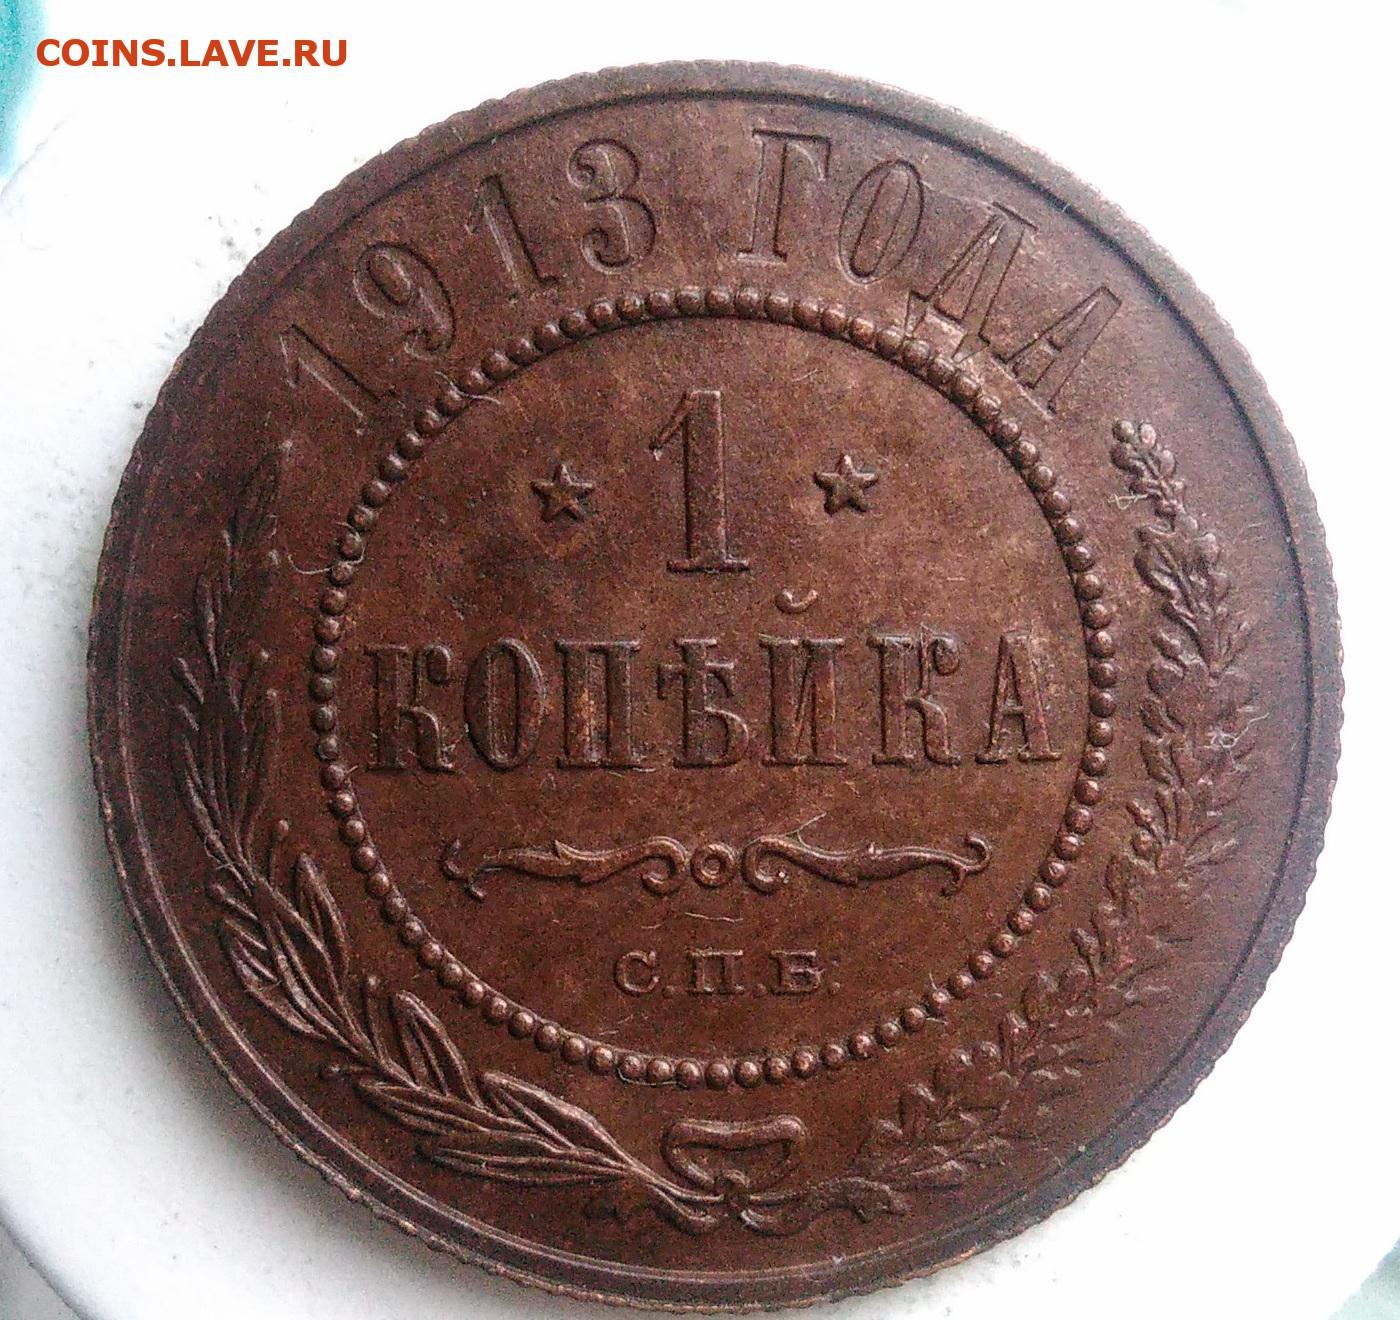 COINS.LAVE.RU
1913 ГОДА
1
КОПѢЙКА
С.П.Б.